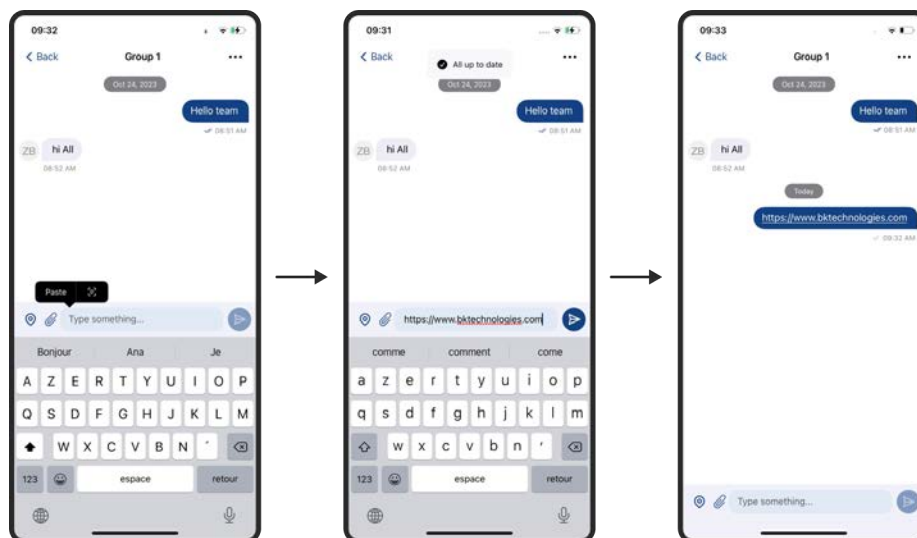 09:32
Back
Group 1
Oct 24, 2023
Hello team
08:51 AM
ZB
hi All
08:52 AM
Paste
Type something...
Bonjour Ana Je
A Z E R T Y U I O P
Q S D F G H J K L M
W X C V B N ´
123 espace retour
09:31
Back
All up to date
Oct 24, 2023
Hello team
08:51 AM
ZB
hi All
08:52 AM
https://www.bktechnologies.com
comme comment come
a z e r t y u i o p
q s d f g h j k l m
w x c v b n ´
123 espace retour
09:33
Back
Group 1
Oct 24, 2023
Hello team
08:51 AM
ZB
hi All
08:52 AM
Today
https://www.bktechnologies.com
09:32 AM
Type something...